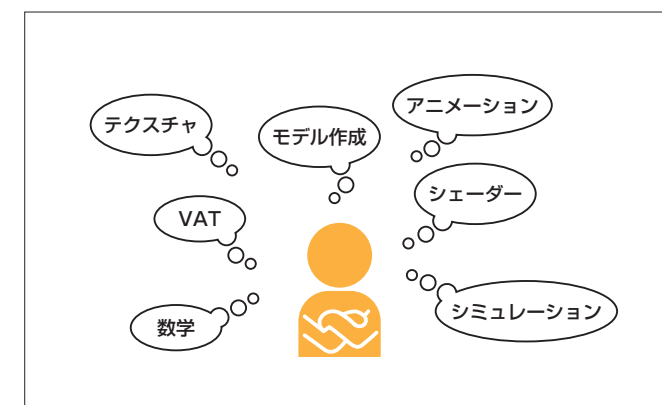 アニメーション
テクスチャ
モデル作成
シェーダー
VAT
シミュレーション
数学